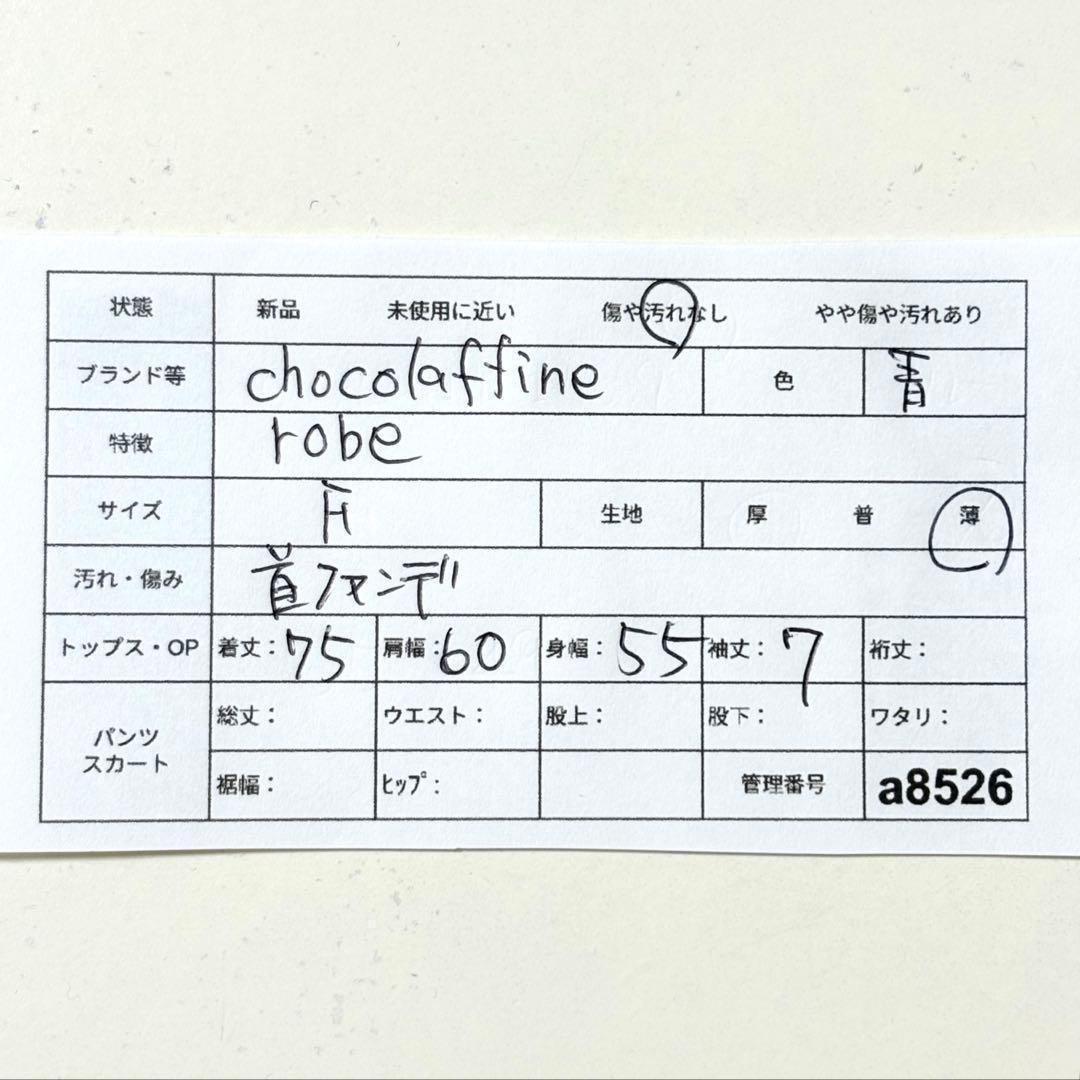 状態 新品 未使用に近い 傷や汚れなし やや傷や汚れあり
ブランド等 chocolaffine 色 青
特徴 robe
サイズ F 生地 厚 普 薄
汚れ・傷み 首ファンデ
トップス・OP 着丈：75 肩幅：60 身幅：55 袖丈：7 裄丈：
パンツ スカート 総丈： ウエスト： 股上： 股下： ワタリ：
裾幅： ﾋｯﾌﾟ： 管理番号 a8526